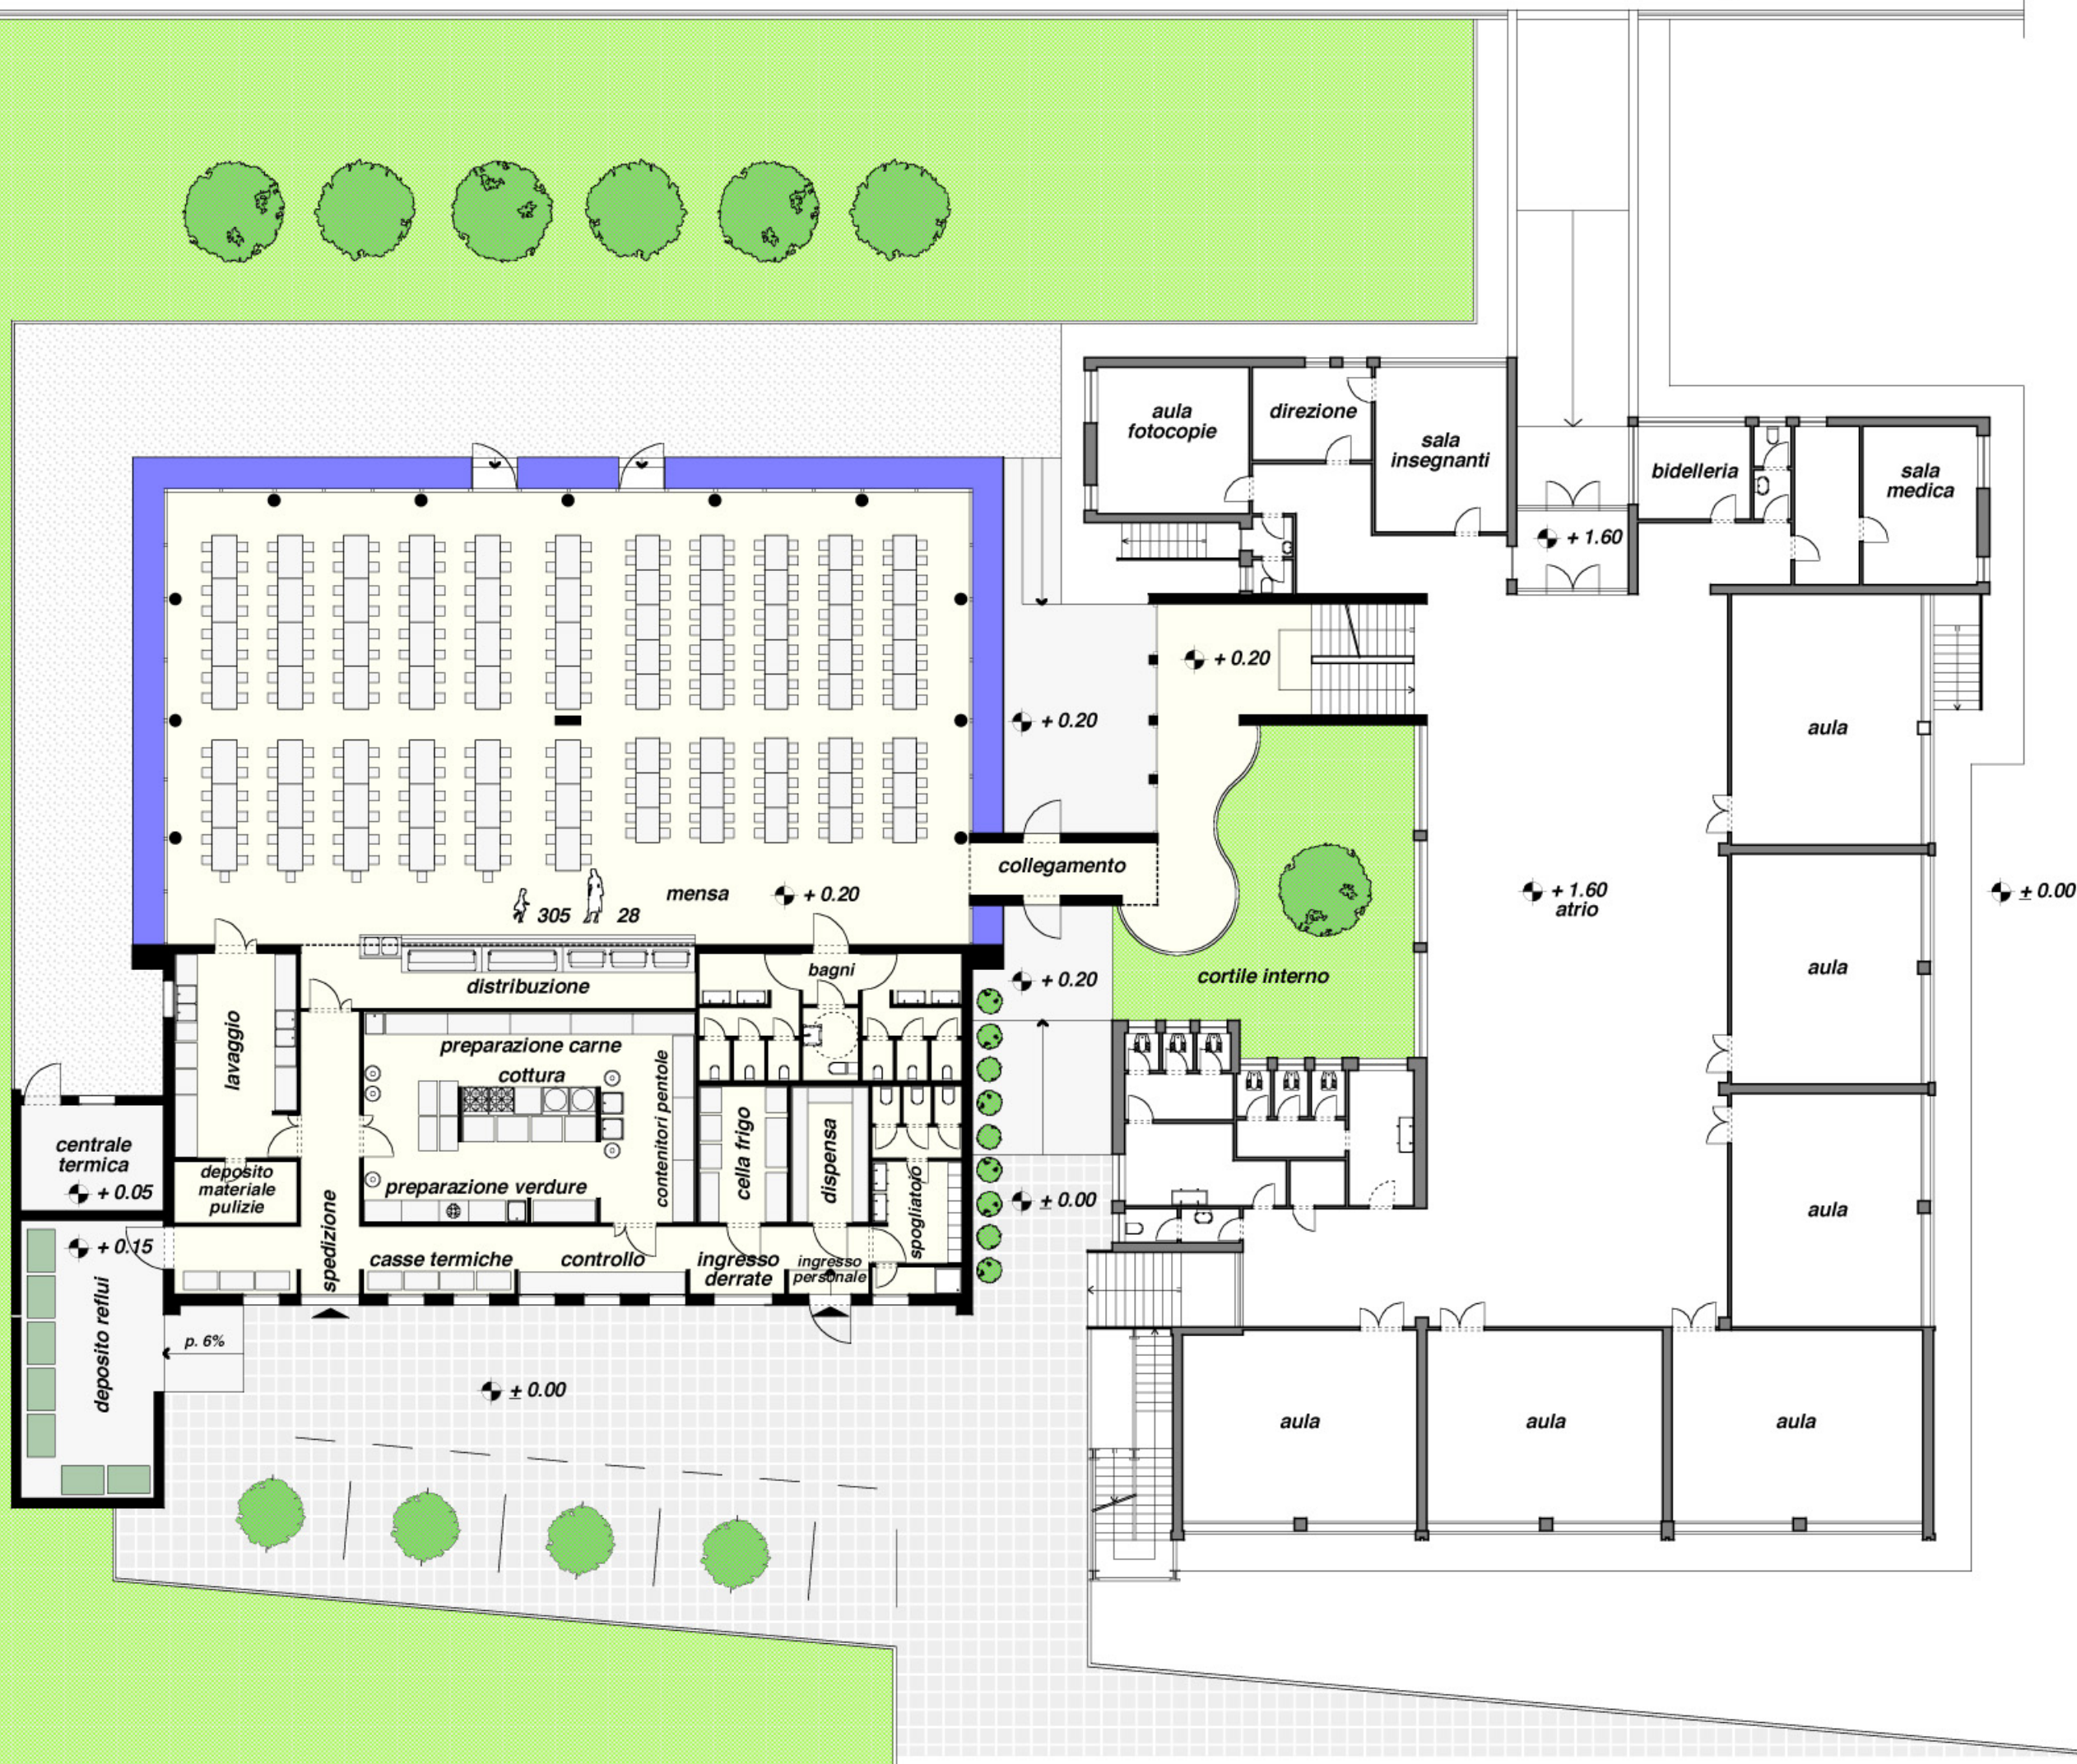 aula
fotocopie
direzione
sala
insegnanti
bidelleria
sala
medica
+ 1.60
+ 0.20
+ 0.20
aula
collegamento
mensa
+ 0.20
305
28
+ 1.60
atrio
± 0.00
bagni
distribuzione
+ 0.20
cortile interno
aula
lavaggio
preparazione carne
cottura
contenitori pentole
cella frigo
dispensa
centrale
termica
+ 0.05
deposito
materiale
pulizie
preparazione verdure
spogliatoio
± 0.00
aula
+ 0.15
spedizione
casse termiche
controllo
ingresso
derrate
ingresso
personale
deposito reflui
p. 6%
± 0.00
aula
aula
aula